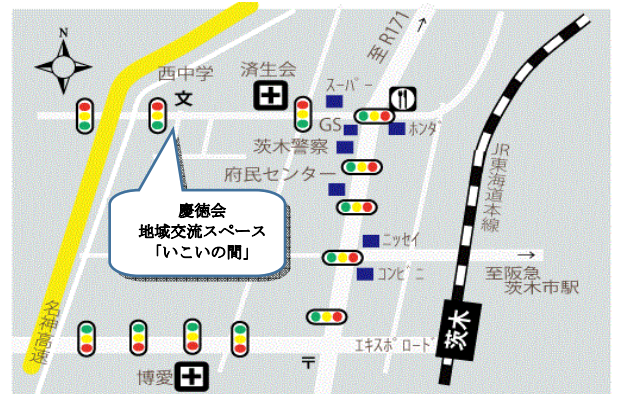 N
西中学
文
済生会
スーパー
至R171
GS
ホンダ
茨木警察
府民センター
慶徳会
地域交流スペース
「いこいの間」
JR東海道本線
ニッセイ
コンビニ
至阪急
茨木市駅
名神高速
エキスポロード
茨木
博愛
〒